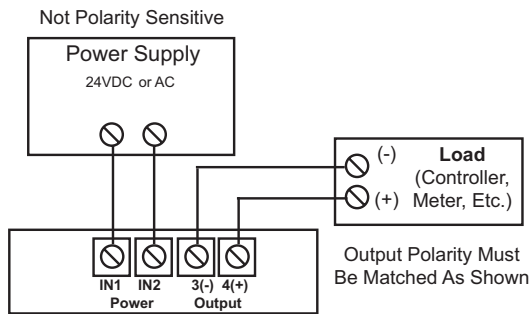 Not Polarity Sensitive
Power Supply
24VDC or AC
(-)
Load
(Controller,
(+)
Meter, Etc.)
IN1 IN2 3(-) 4(+)
Power Output
Output Polarity Must
Be Matched As Shown